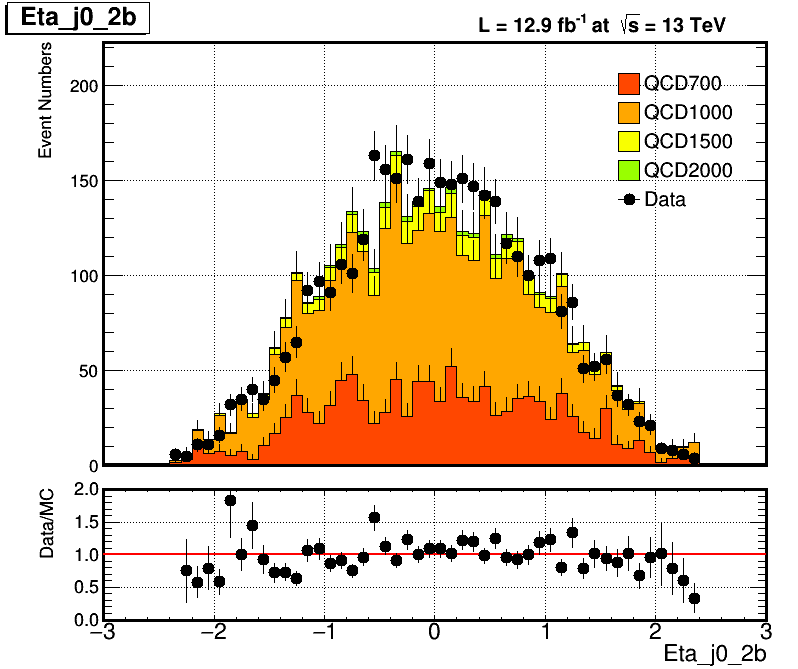 Eta_j0_2b
L = 12.9 fb⁻¹ at √s = 13 TeV
Event Numbers
200
150
100
50
0
QCD700
QCD1000
QCD1500
QCD2000
Data
Data/MC
2.0
1.5
1.0
0.5
0.0
−3 −2 −1 0 1 2 3
Eta_j0_2b